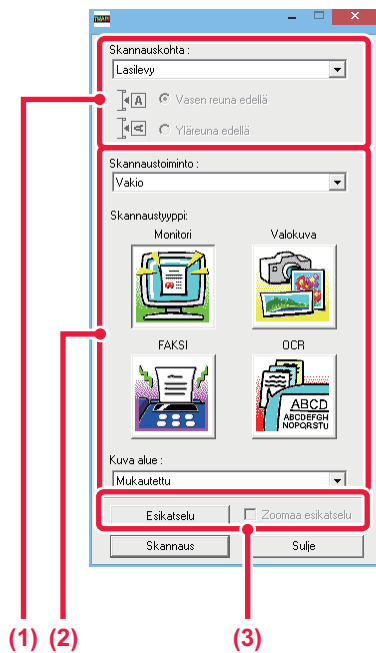 TWAIN
Skannauskohta :
Lasilevy
A Vasen reuna edellä
A Yläreuna edellä
Skannaustoiminto :
Vakio
Skannaustyyppi:
Monitori Valokuva
FAKSI OCR
ABCD
ABCDEFGH
NOPQRSTU
Kuva alue :
Mukautettu
Esikatselu Zoomaa esikatselu
Skannaus Sulje
(1) (2) (3)